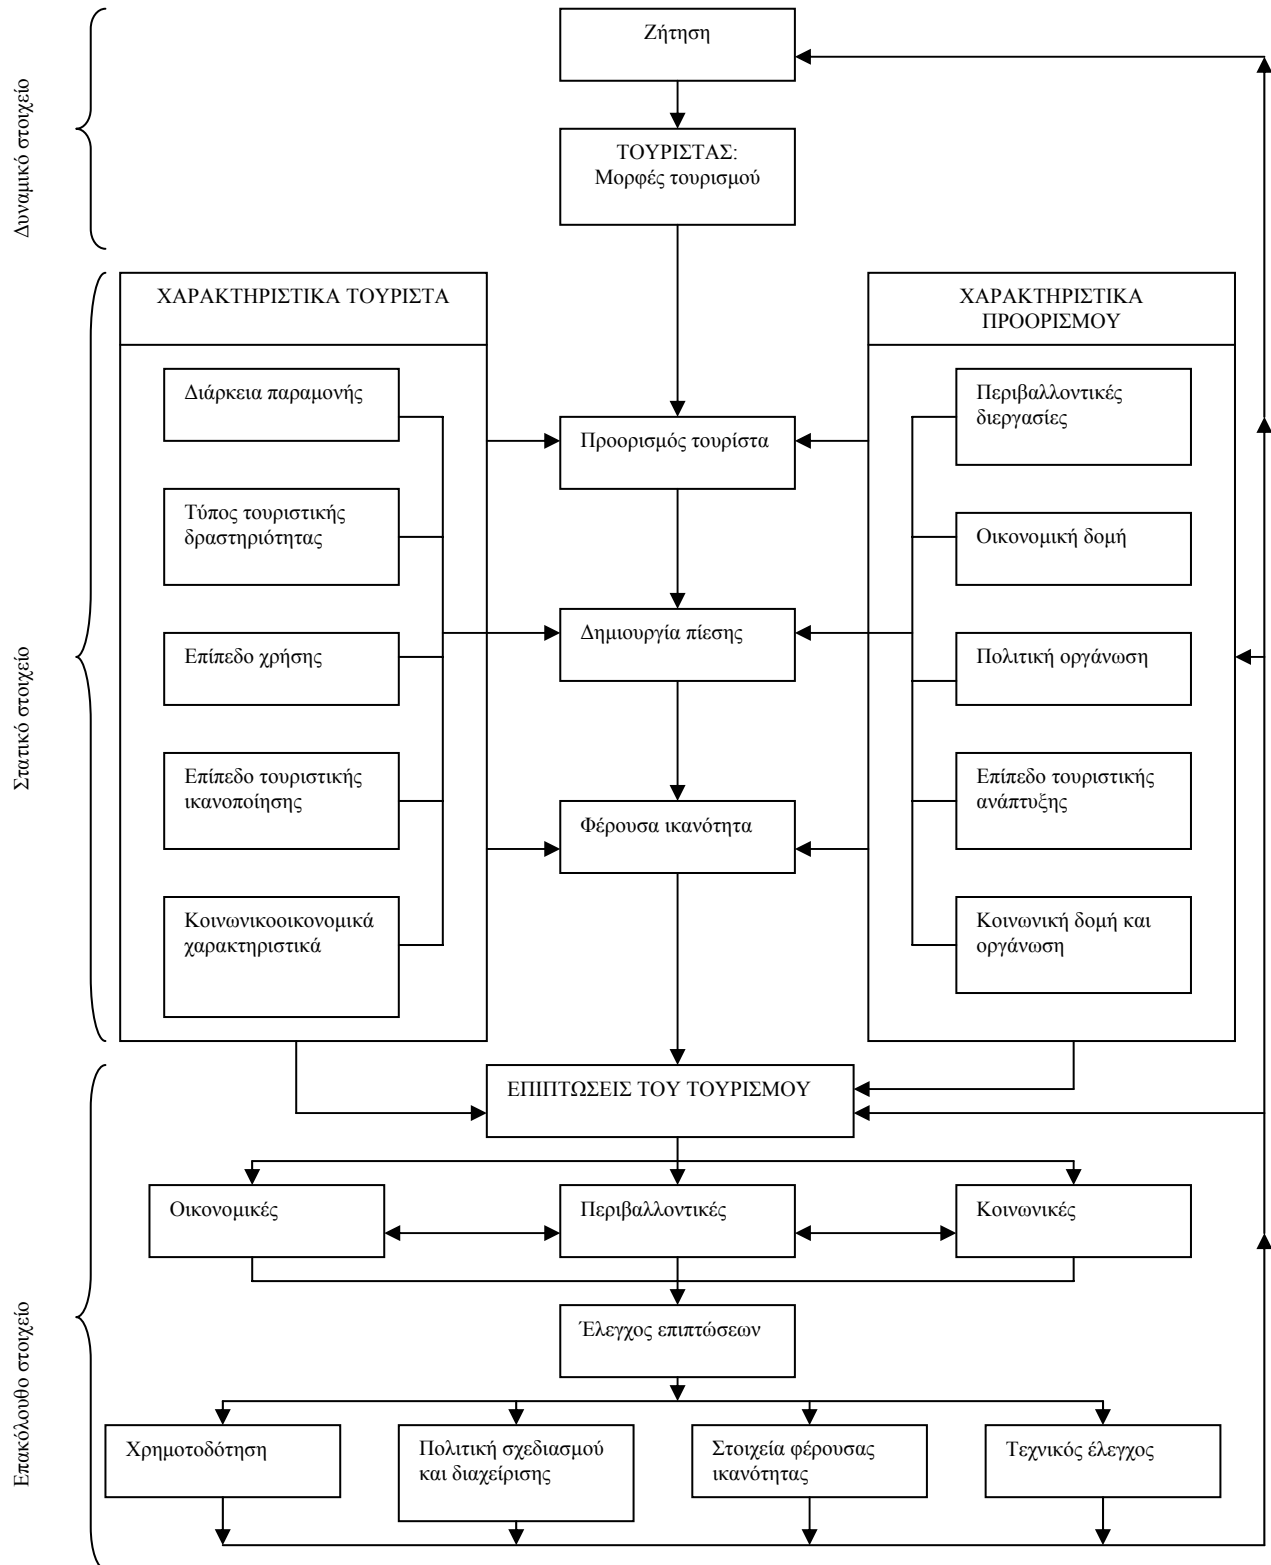 Δυναμικό στοιχείο
Ζήτηση
ΤΟΥΡΙΣΤΑΣ:
Μορφές τουρισμού
Στατικό στοιχείο
ΧΑΡΑΚΤΗΡΙΣΤΙΚΑ ΤΟΥΡΙΣΤΑ
Διάρκεια παραμονής
Τύπος τουριστικής
δραστηριότητας
Επίπεδο χρήσης
Επίπεδο τουριστικής
ικανοποίησης
Κοινωνικοοικονομικά
χαρακτηριστικά
Προορισμός τουρίστα
Δημιουργία πίεσης
Φέρουσα ικανότητα
ΧΑΡΑΚΤΗΡΙΣΤΙΚΑ
ΠΡΟΟΡΙΣΜΟΥ
Περιβαλλοντικές
διεργασίες
Οικονομική δομή
Πολιτική οργάνωση
Επίπεδο τουριστικής
ανάπτυξης
Κοινωνική δομή και
οργάνωση
Επακόλουθο στοιχείο
ΕΠΙΠΤΩΣΕΙΣ ΤΟΥ ΤΟΥΡΙΣΜΟΥ
Οικονομικές
Περιβαλλοντικές
Κοινωνικές
Έλεγχος επιπτώσεων
Χρημοτοδότηση
Πολιτική σχεδιασμού
και διαχείρισης
Στοιχεία φέρουσας
ικανότητας
Τεχνικός έλεγχος